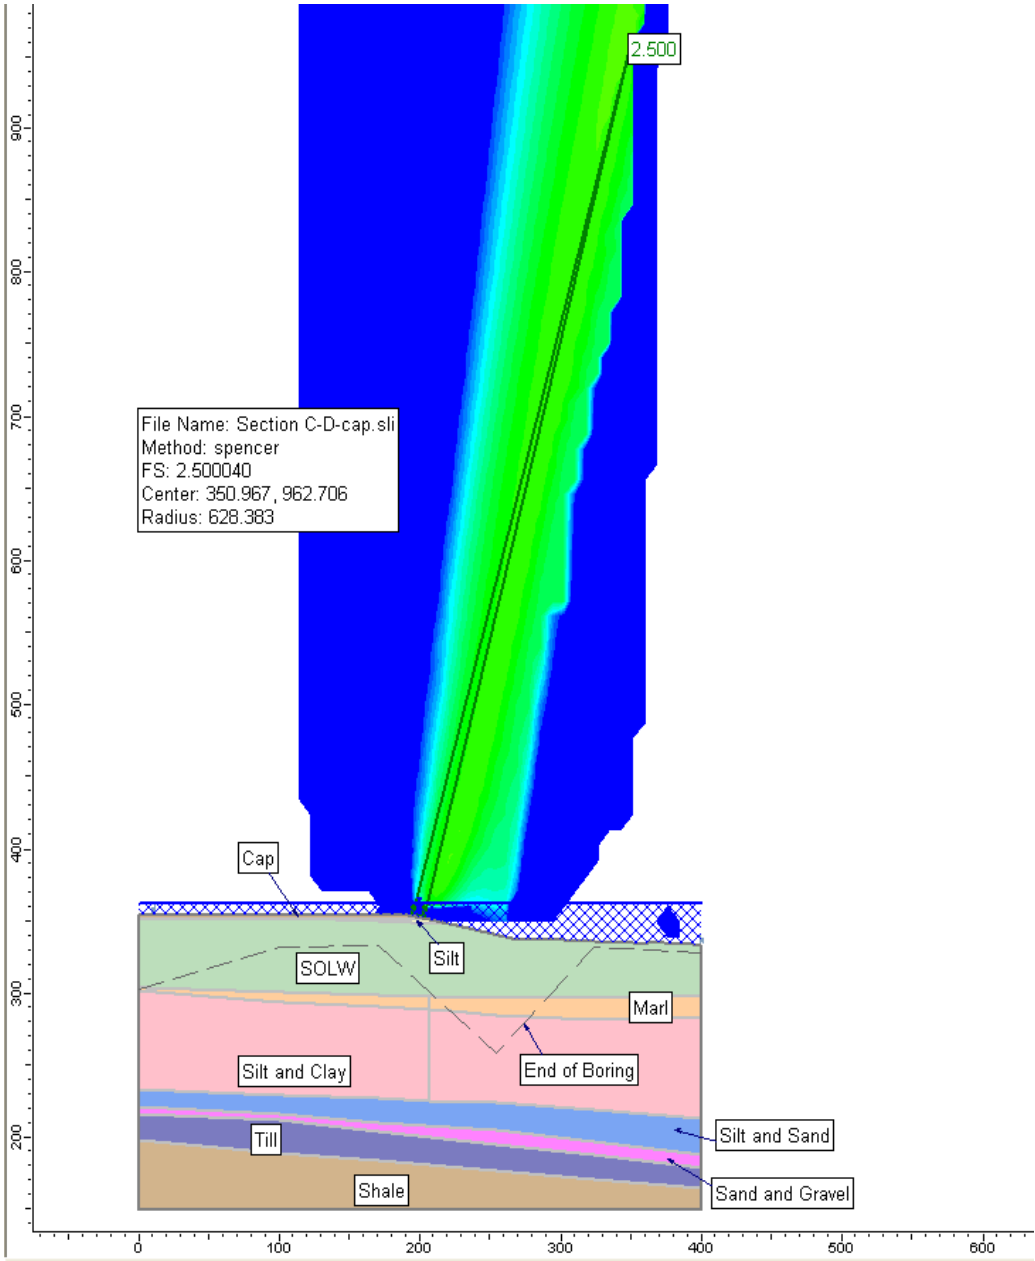 2.500
900
800
700
File Name: Section C-D-cap.sli
Method: spencer
FS: 2.500040
Center: 350.967, 962.706
Radius: 628.383
600
500
400
Cap
Silt
SOLW
300
Marl
End of Boring
Silt and Clay
Silt and Sand
200
Till
Shale
Sand and Gravel
0 100 200 300 400 500 600